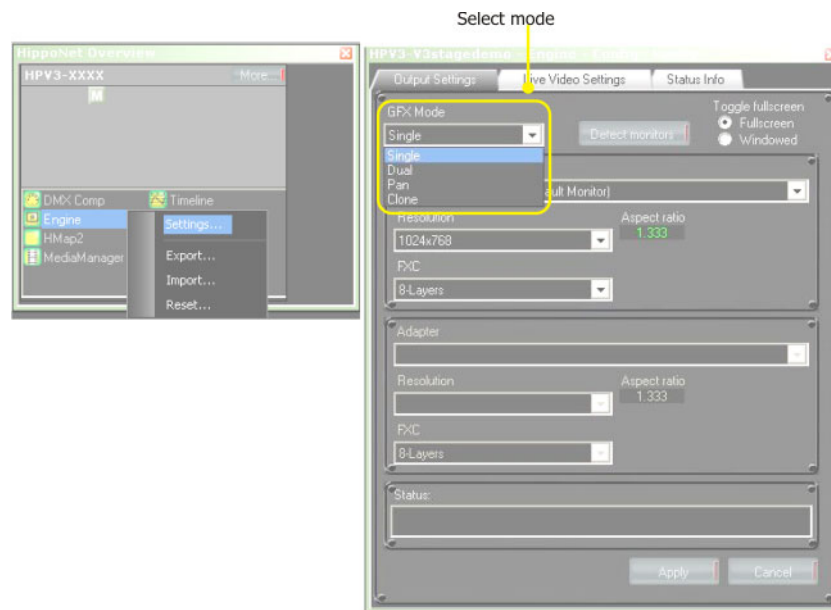 Select mode
HippoNet Overview
HPV3-XXXX
More...
M
DMX Comp
Timeline
Engine
Settings...
HMap2
MediaManager
Export...
Import...
Reset...
HPV3-V3stagedemo - Engine -
Output Settings
Live Video Settings
Status Info
GFX Mode
Single
Single
Dual
Pan
Clone
Detect monitors
Toggle fullscreen
Fullscreen
Windowed
ault Monitor)
Resolution
Aspect ratio
1024x768
1.333
FXC
8-Layers
Adapter
Resolution
Aspect ratio
1.333
FXC
8-Layers
Status:
Apply
Cancel